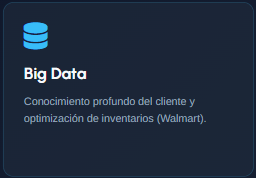 Big Data
Conocimiento profundo del cliente y
optimización de inventarios (Walmart).